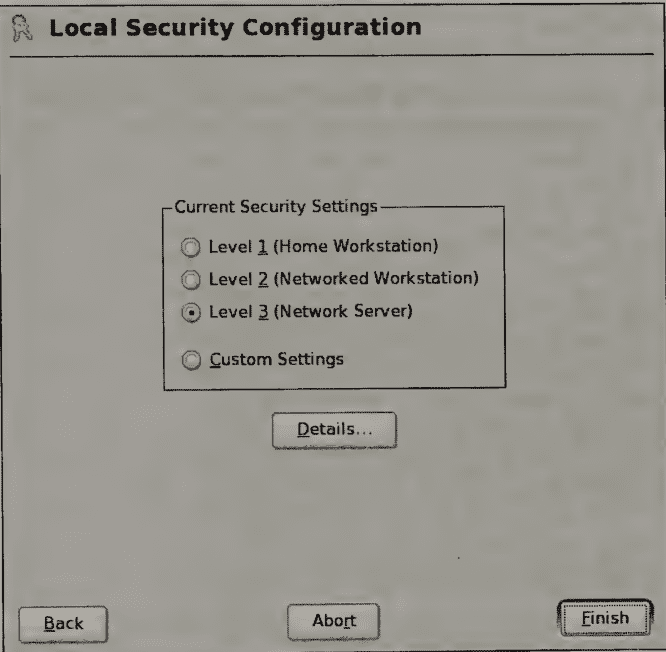 Local Security Configuration
Current Security Settings
Level 1 (Home Workstation)
Level 2 (Networked Workstation)
Level 3 (Network Server)
Custom Settings
Details...
Back
Abort
Finish